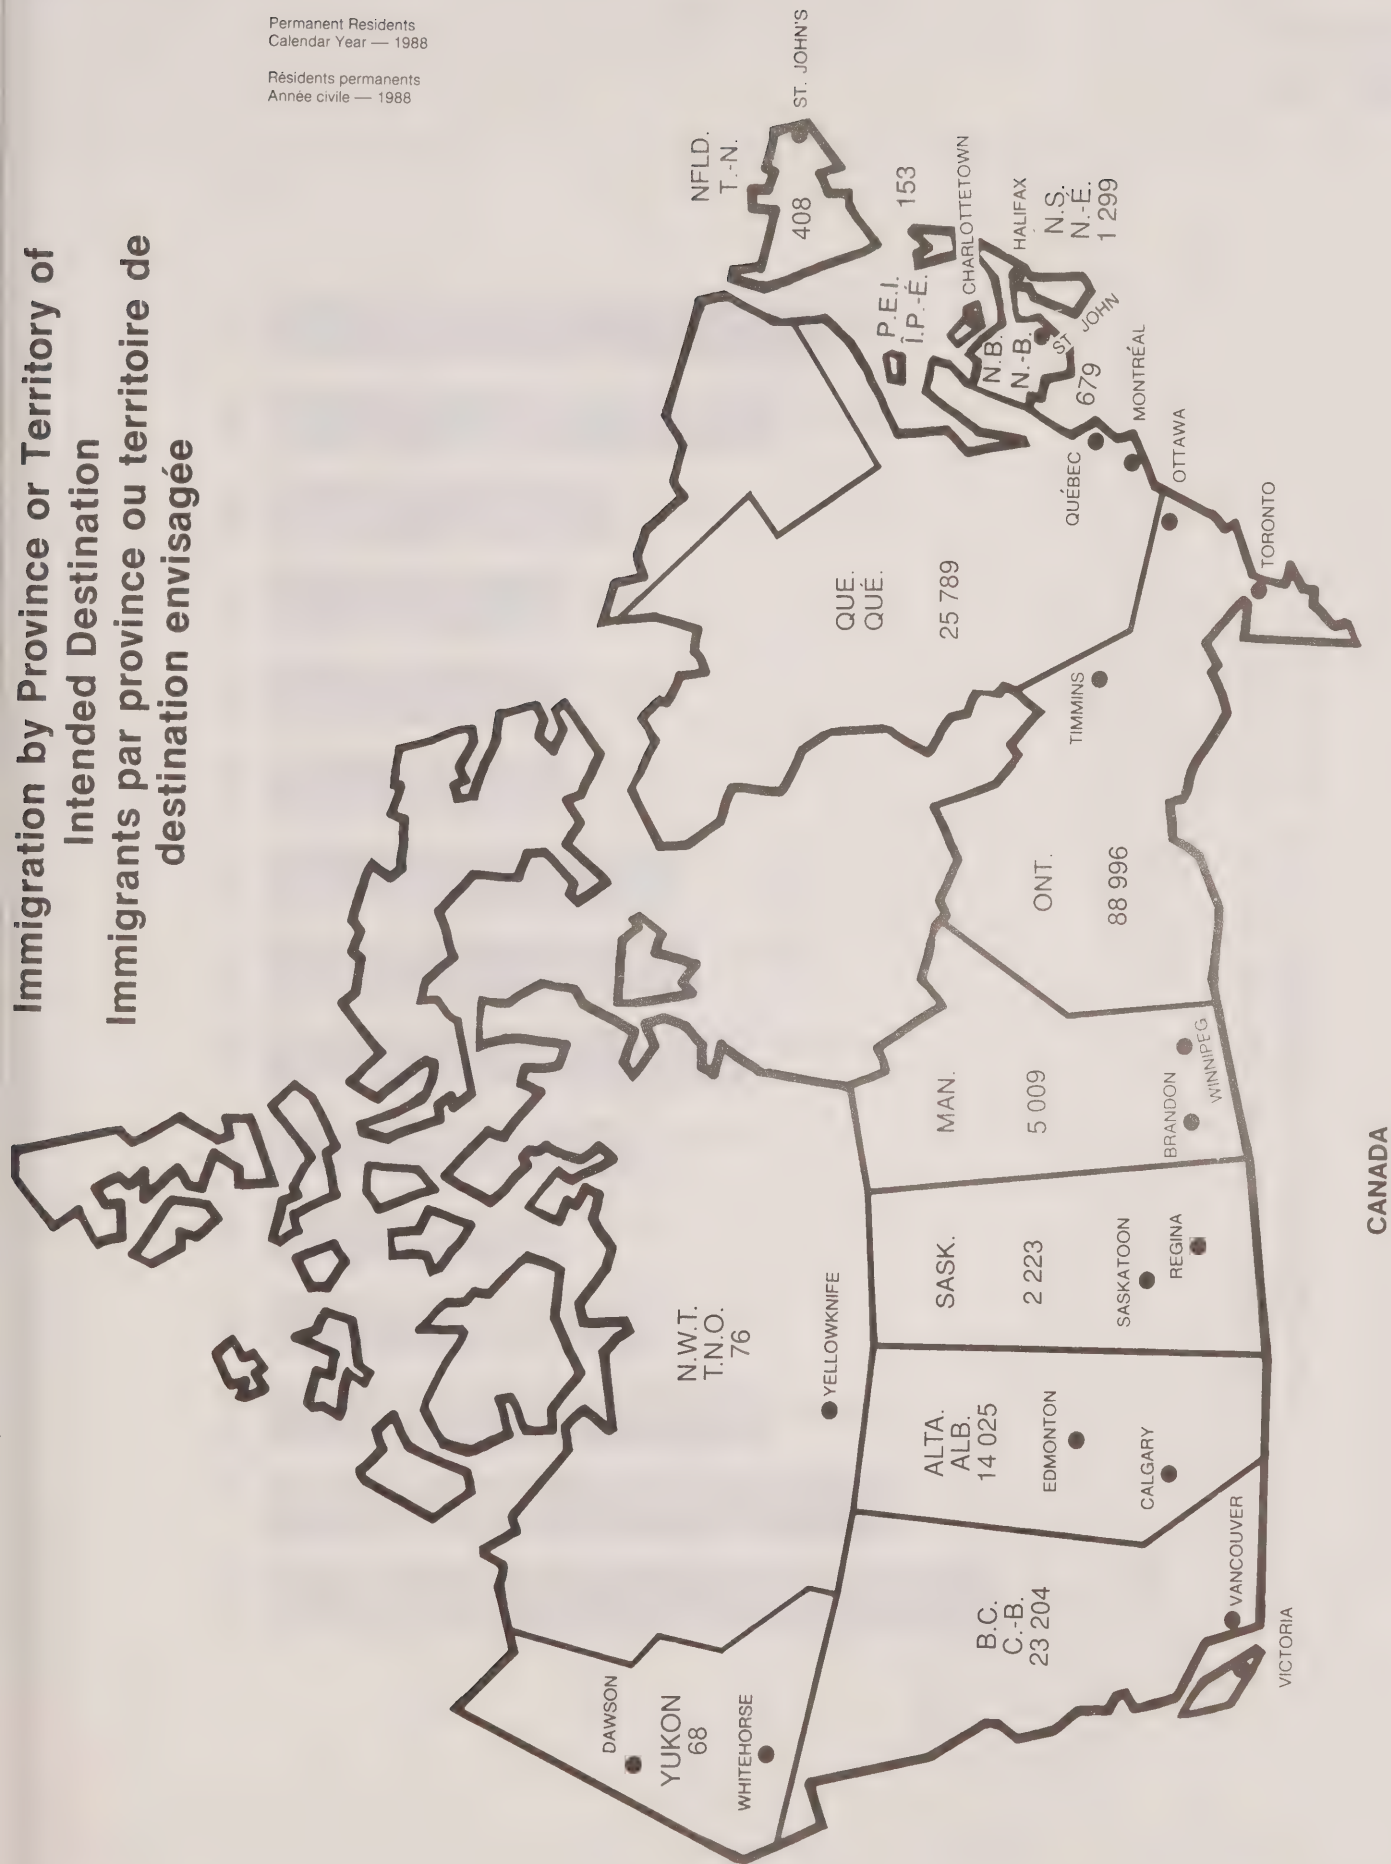 Permanent Residents
Calendar Year — 1988
Résidents permanents
Année civile — 1988
Immigration by Province or Territory of
Intended Destination
Immigrants par province ou territoire de
destination envisagée
DAWSON
YUKON
68
WHITEHORSE
N.W.T.
T.N.O.
76
YELLOWKNIFE
B.C.
C.-B.
23 204
VANCOUVER
VICTORIA
ALTA.
ALB.
14 025
EDMONTON
CALGARY
SASK.
2 223
SASKATOON
REGINA
MAN.
5 009
BRANDON
WINNIPEG
ONT.
88 996
TIMMINS
TORONTO
OTTAWA
QUE.
QUÉ.
25 789
QUÉBEC
MONTRÉAL
NFLD.
T.-N.
408
ST. JOHN'S
P.E.I.
Î.P.-É.
153
CHARLOTTETOWN
N.B.
N.-B.
679
ST JOHN
HALIFAX
N.S.
N.-É.
1 299
CANADA